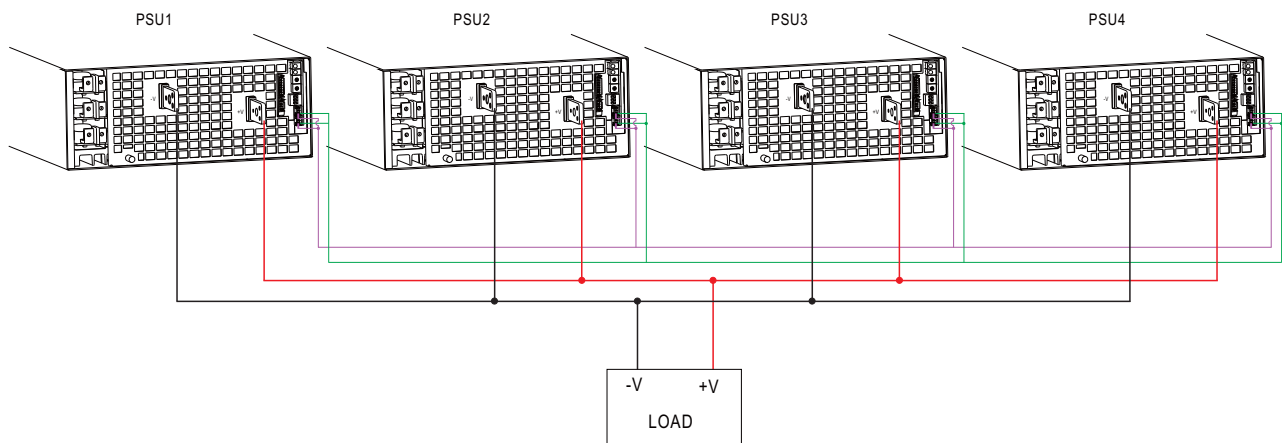 PSU1 PSU2 PSU3 PSU4
-V +V -V +V -V +V -V +V
-V +V
LOAD